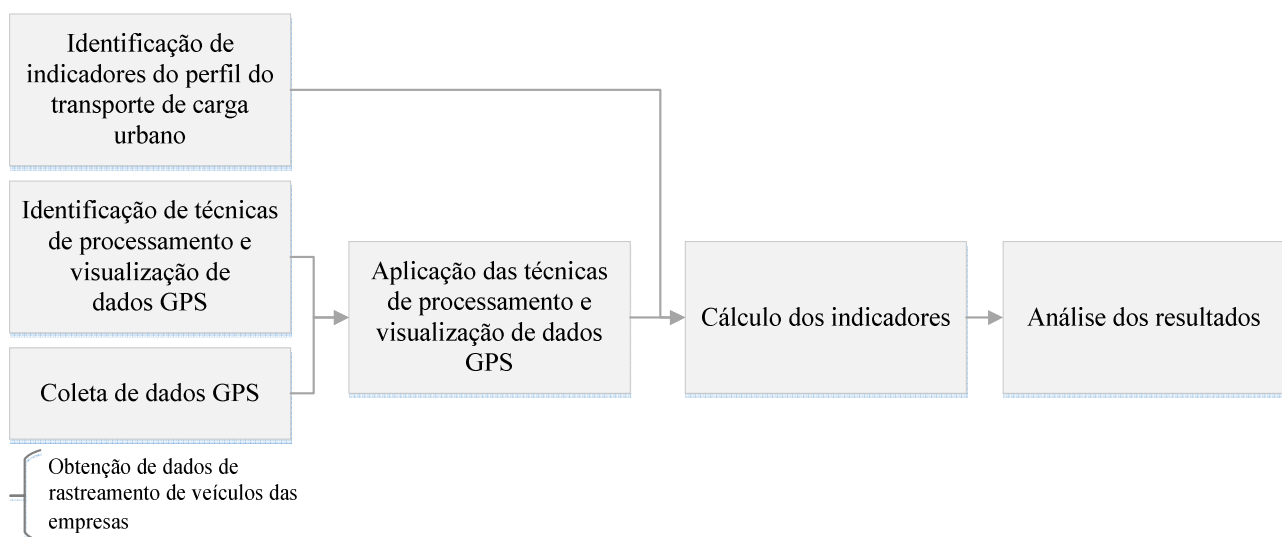 Identificação de
indicadores do perfil do
transporte de carga
urbano
Identificação de técnicas
de processamento e
visualização de
dados GPS
Coleta de dados GPS
Obtenção de dados de
rastreamento de veículos das
empresas
Aplicação das técnicas
de processamento e
visualização de dados
GPS
Cálculo dos indicadores
Análise dos resultados